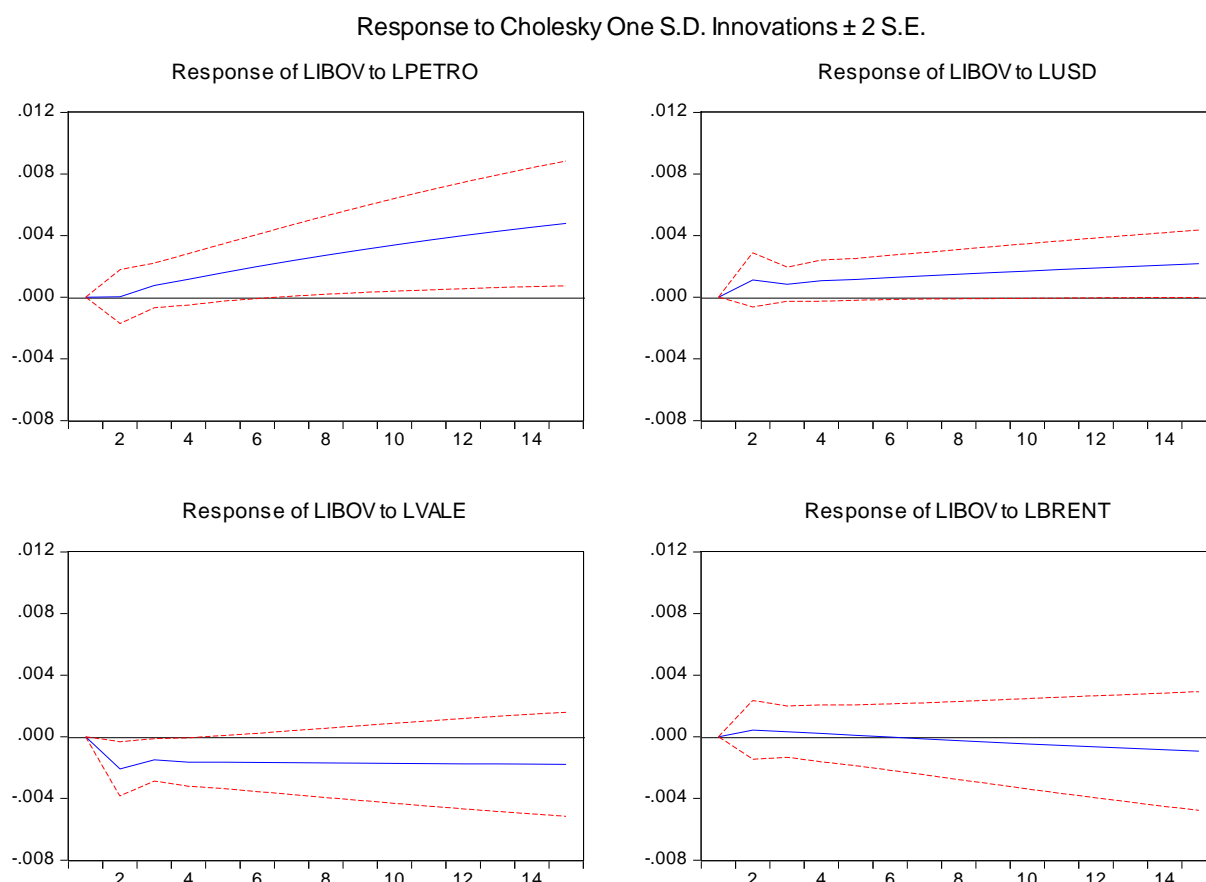 Response to Cholesky One S.D. Innovations ± 2 S.E.
Response of LIBOV to LPETRO
.012
.008
.004
.000
-.004
-.008
2 4 6 8 10 12 14
Response of LIBOV to LUSD
.012
.008
.004
.000
-.004
-.008
2 4 6 8 10 12 14
Response of LIBOV to LVALE
.012
.008
.004
.000
-.004
-.008
2 4 6 8 10 12 14
Response of LIBOV to LBRENT
.012
.008
.004
.000
-.004
-.008
2 4 6 8 10 12 14